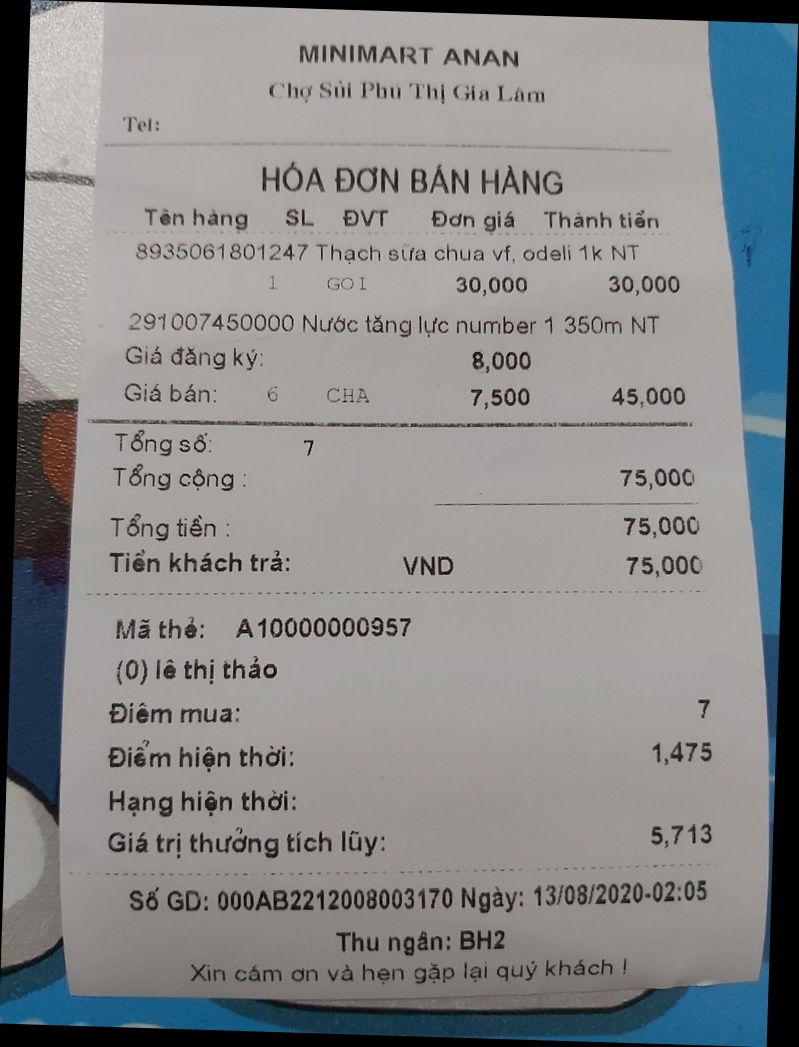 MINIMART ANAN
Chợ Sủi Phú Thị Gia Lâm
Tel:
HÓA ĐƠN BÁN HÀNG
Tên hàng SL ĐVT Đơn giá Thành tiền
8935061801247 Thạch sữa chua vf, odeli 1k NT
1 GOI 30,000 30,000
291007450000 Nước tăng lực number 1 350m NT
Giá đăng ký: 8,000
Giá bán: 6 CHA 7,500 45,000
Tổng số: 7
Tổng cộng : 75,000
Tổng tiền : 75,000
Tiền khách trả: VND 75,000
Mã thẻ: A10000000957
(0) lê thị thảo
Điểm mua: 7
Điểm hiện thời: 1,475
Hạng hiện thời:
Giá trị thưởng tích lũy: 5,713
Số GD: 000AB2212008003170 Ngày: 13/08/2020-02:05
Thu ngân: BH2
Xin cám ơn và hẹn gặp lại quý khách !